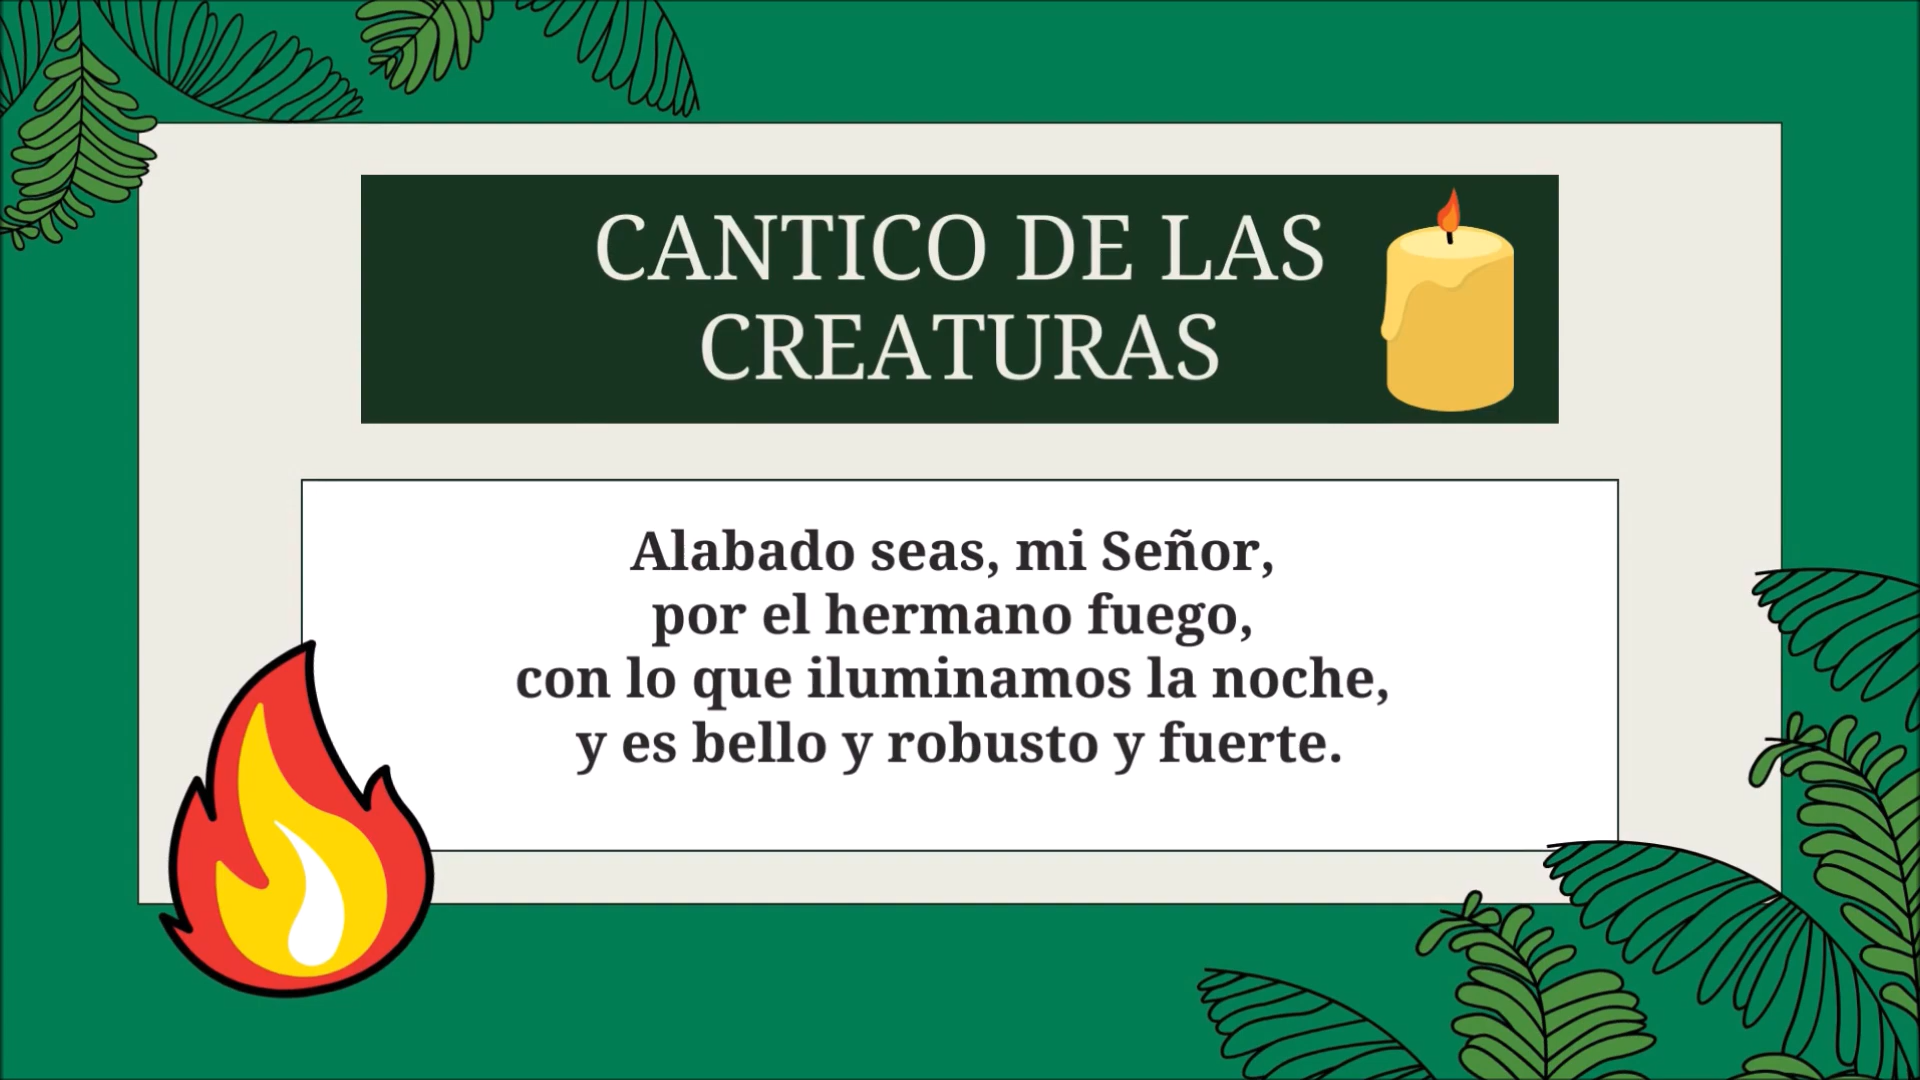 CANTICO DE LAS
CREATURAS
Alabado seas, mi Señor,
por el hermano fuego,
con lo que iluminamos la noche,
y es bello y robusto y fuerte.